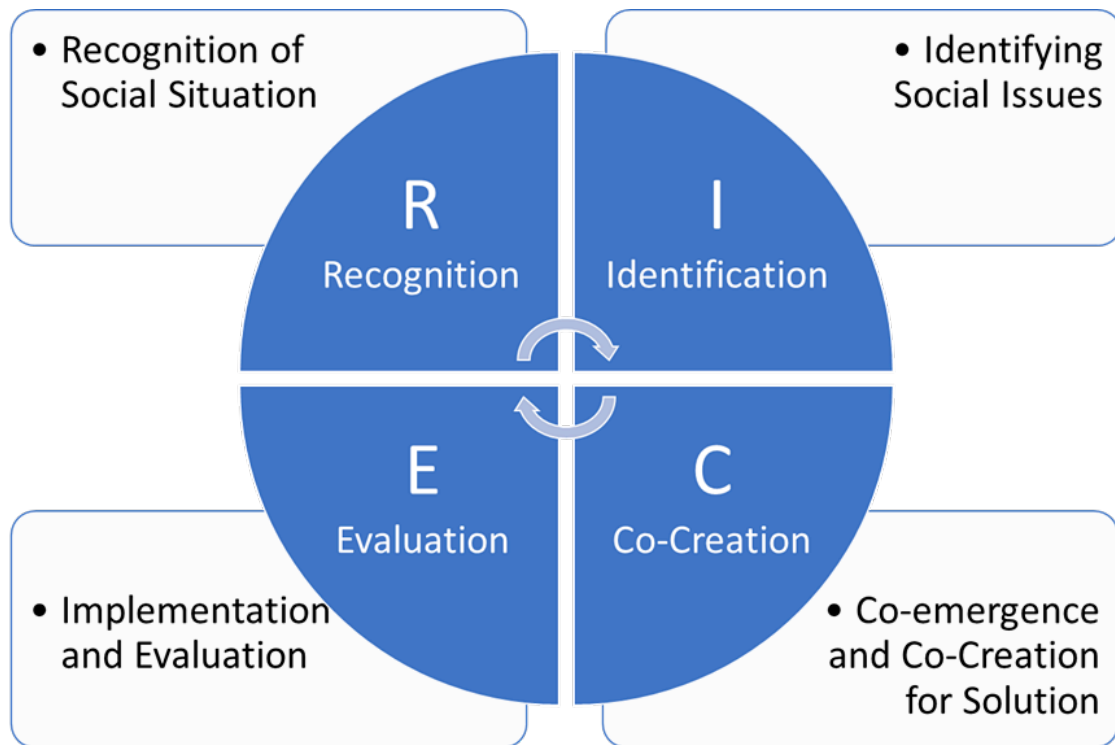 • Recognition of
Social Situation
• Identifying
Social Issues
R
Recognition
I
Identification
E
Evaluation
C
Co-Creation
• Implementation
and Evaluation
• Co-emergence
and Co-Creation
for Solution